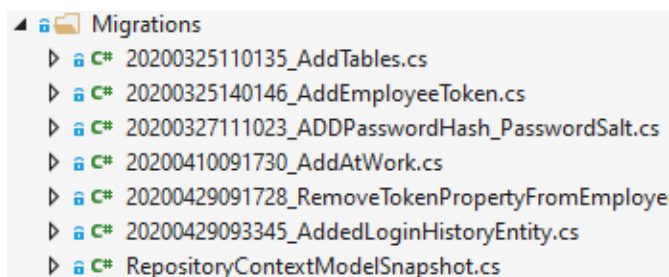 Migrations
C# 20200325110135_AddTables.cs
C# 20200325140146_AddEmployeeToken.cs
C# 20200327111023_ADDPasswordHash_PasswordSalt.cs
C# 20200410091730_AddAtWork.cs
C# 20200429091728_RemoveTokenPropertyFromEmploye
C# 20200429093345_AddedLoginHistoryEntity.cs
C# RepositoryContextModelSnapshot.cs